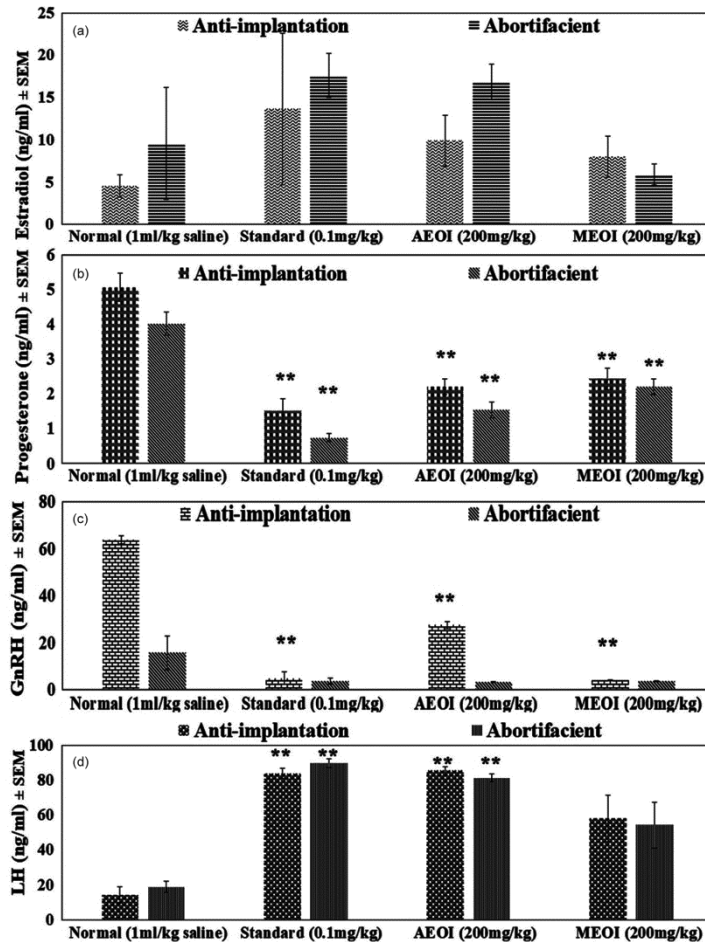 (a)
Anti-implantation Abortifacient
Estradiol (ng/ml) ± SEM
25
20
15
10
5
0
Normal (1ml/kg saline) Standard (0.1mg/kg) AEOI (200mg/kg) MEOI (200mg/kg)
(b)
Anti-implantation Abortifacient
Progesterone (ng/ml) ± SEM
6
5
4
3
2
1
0
** ** ** ** ** **
Normal (1ml/kg saline) Standard (0.1mg/kg) AEOI (200mg/kg) MEOI (200mg/kg)
(c)
Anti-implantation Abortifacient
GnRH (ng/ml) ± SEM
80
60
40
20
0
** ** **
Normal (1ml/kg saline) Standard (0.1mg/kg) AEOI (200mg/kg) MEOI (200mg/kg)
Anti-implantation Abortifacient
(d)
LH (ng/ml) ± SEM
100
80
60
40
20
0
** ** ** **
Normal (1ml/kg saline) Standard (0.1mg/kg) AEOI (200mg/kg) MEOI (200mg/kg)